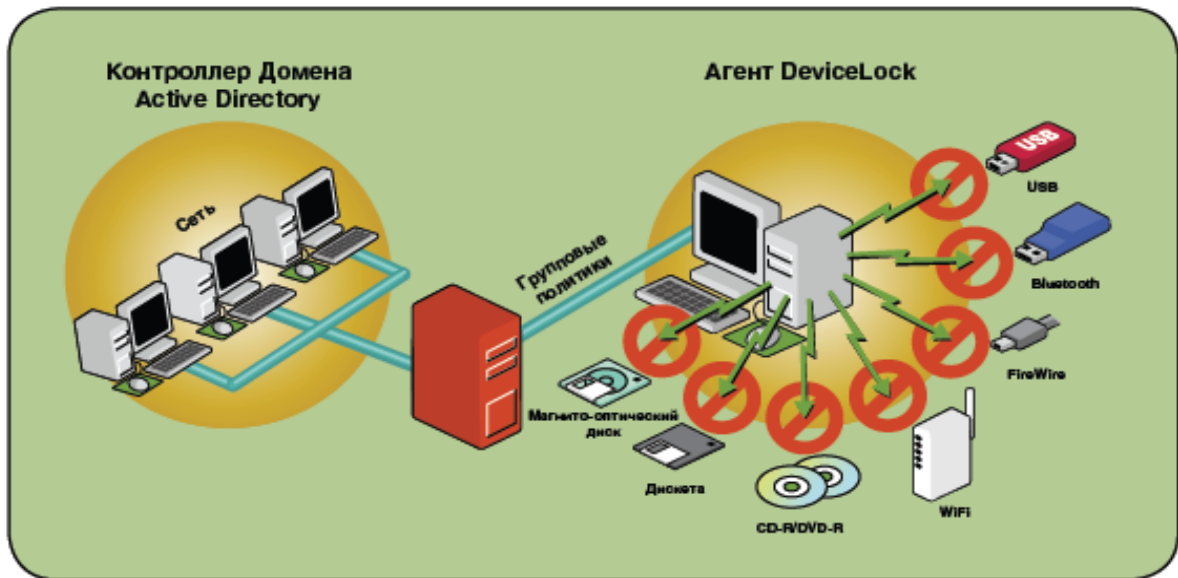 Контроллер Домена
Active Directory
Агент DeviceLock
Сеть
Групповые
политики
USB
USB
Bluetooth
FireWire
WiFi
CD-R/DVD-R
Дискета
Магнито-оптический
диск